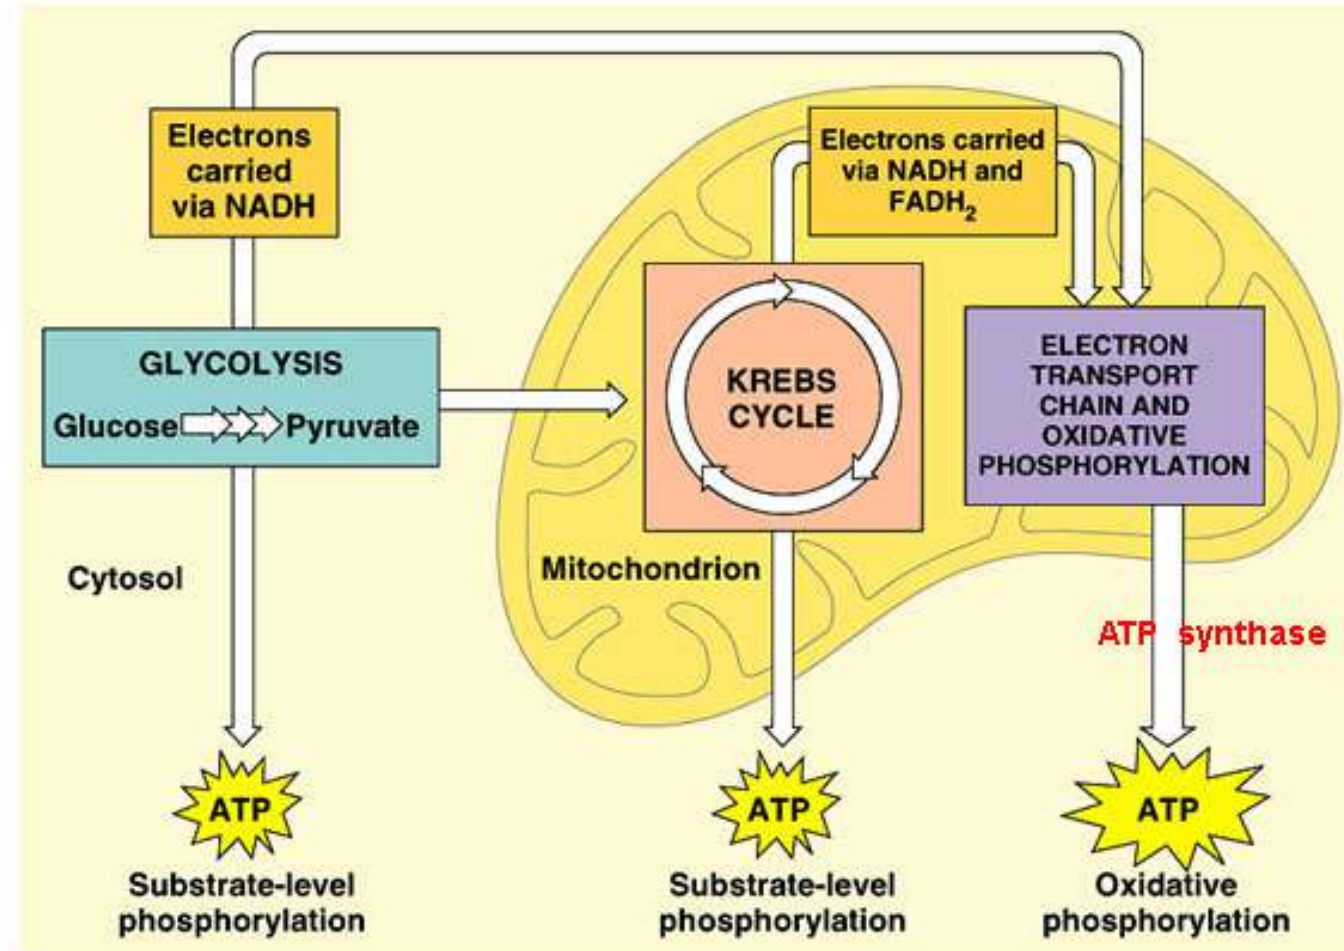 Electrons
carried
via NADH
Electrons carried
via NADH and
FADH₂
GLYCOLYSIS
Glucose Pyruvate
KREBS
CYCLE
ELECTRON
TRANSPORT
CHAIN AND
OXIDATIVE
PHOSPHORYLATION
Cytosol
Mitochondrion
ATP synthase
ATP
ATP
ATP
Substrate-level
phosphorylation
Substrate-level
phosphorylation
Oxidative
phosphorylation